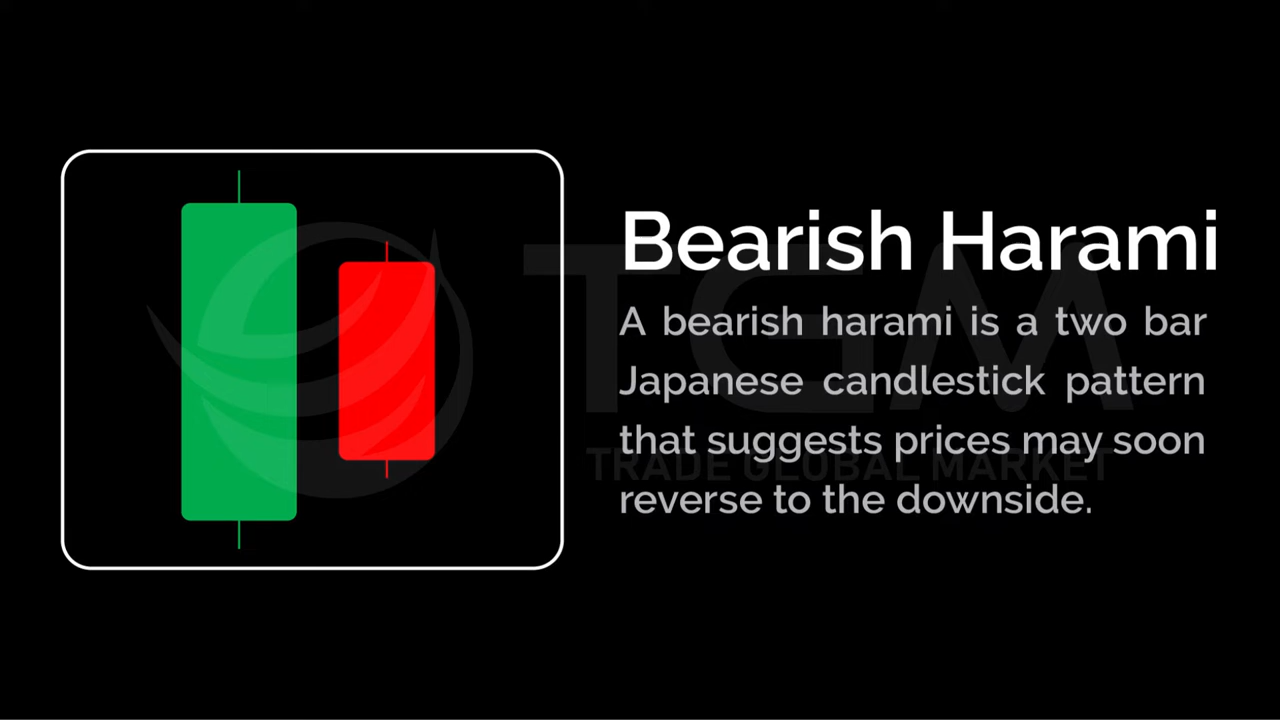 Bearish Harami
A bearish harami is a two bar
Japanese candlestick pattern
that suggests prices may soon
reverse to the downside.
TGM
TRADE GLOBAL MARKET